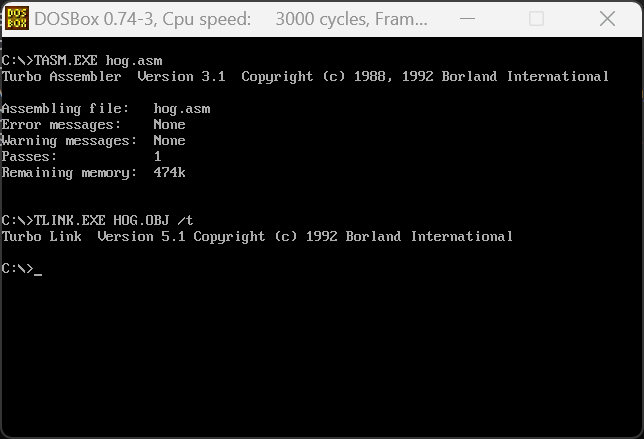 DOS
BOX
DOSBox 0.74-3, Cpu speed: 3000 cycles, Fram...
C:\>TASM.EXE hog.asm
Turbo Assembler Version 3.1 Copyright (c) 1988, 1992 Borland International
Assembling file: hog.asm
Error messages: None
Warning messages: None
Passes: 1
Remaining memory: 474k
C:\>TLINK.EXE HOG.OBJ /t
Turbo Link Version 5.1 Copyright (c) 1992 Borland International
C:\>_